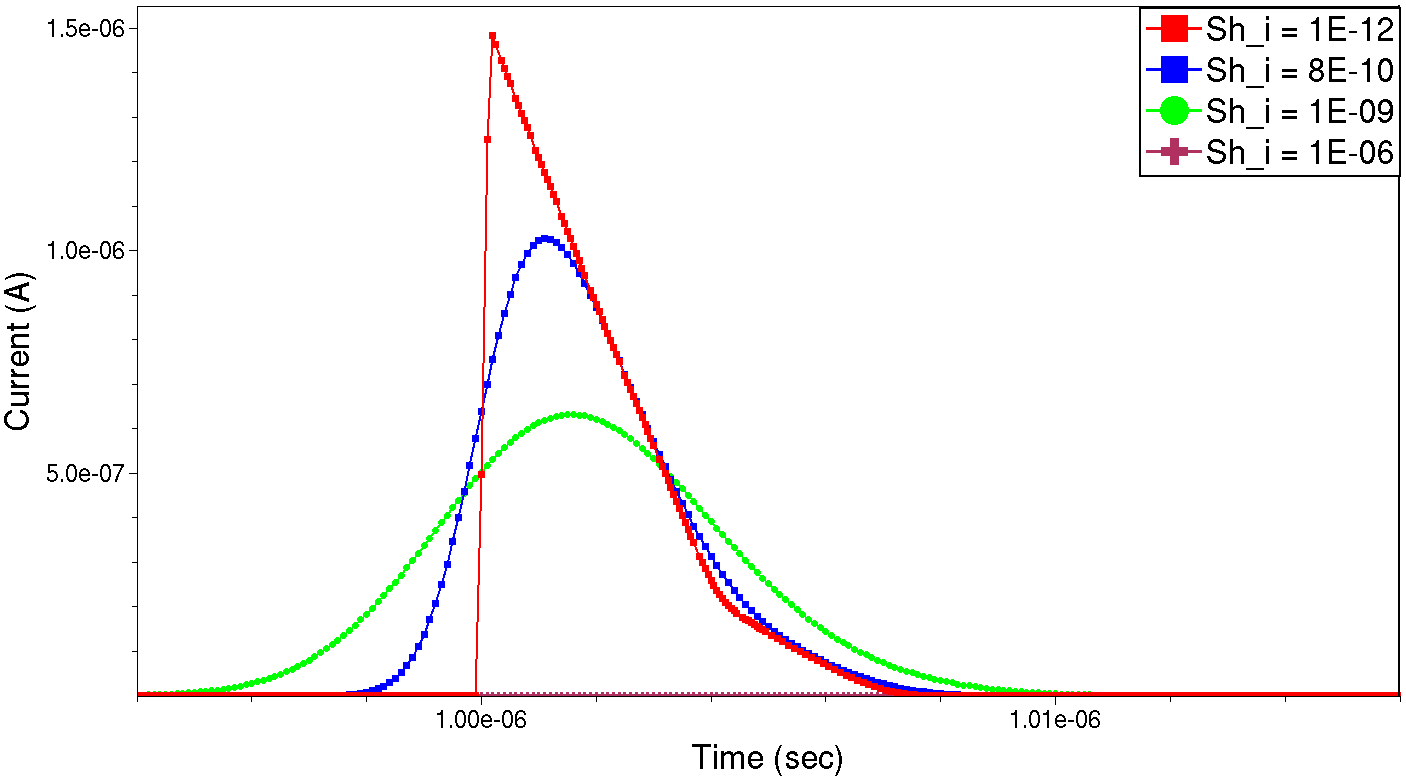 1.5e-06
1.0e-06
5.0e-07
Current (A)
Sh_i = 1E-12
Sh_i = 8E-10
Sh_i = 1E-09
Sh_i = 1E-06
1.00e-06
1.01e-06
Time (sec)